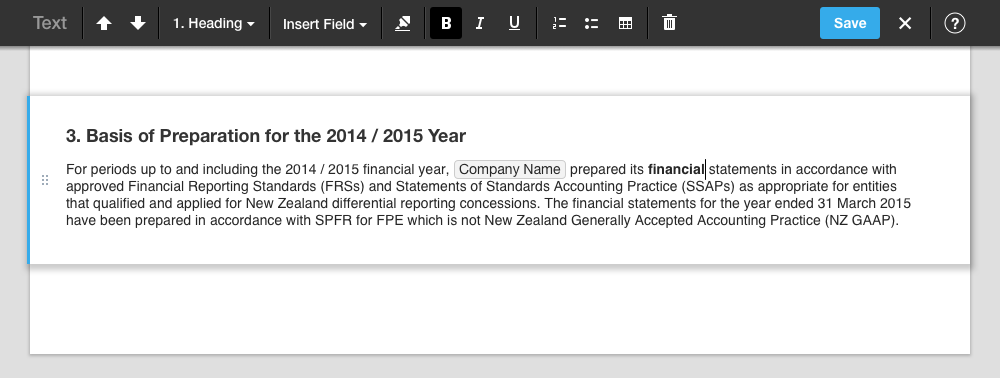 Text 1. Heading Insert Field B I U Save ?
3. Basis of Preparation for the 2014 / 2015 Year
For periods up to and including the 2014 / 2015 financial year, Company Name prepared its financial statements in accordance with
approved Financial Reporting Standards (FRSs) and Statements of Standards Accounting Practice (SSAPs) as appropriate for entities
that qualified and applied for New Zealand differential reporting concessions. The financial statements for the year ended 31 March 2015
have been prepared in accordance with SPFR for FPE which is not New Zealand Generally Accepted Accounting Practice (NZ GAAP).